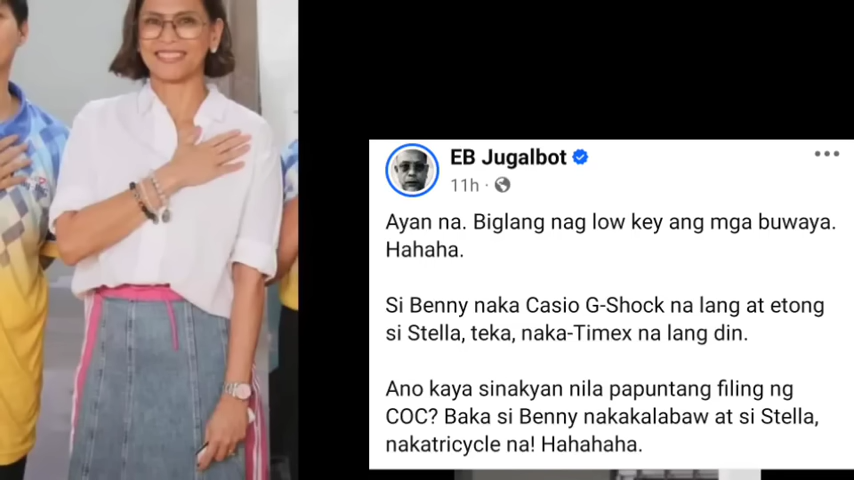 EB Jugalbot
11h
Ayan na. Biglang nag low key ang mga buwaya.
Hahaha.
Si Benny naka Casio G-Shock na lang at etong
si Stella, teka, naka-Timex na lang din.
Ano kaya sinakyan nila papuntang filing ng
COC? Baka si Benny nakakalabaw at si Stella,
nakatricycle na! Hahahaha.